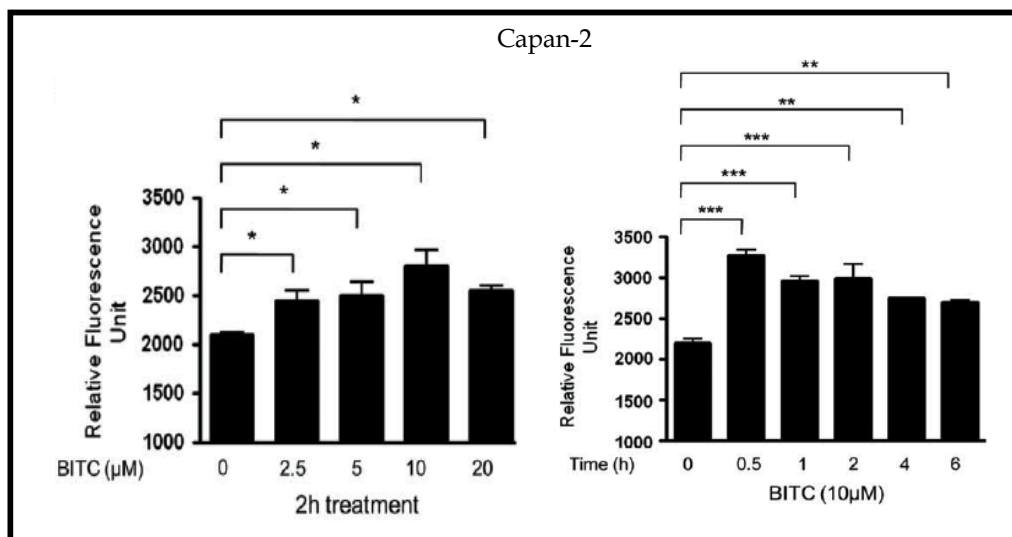 Capan-2
*
*
*
*
Relative Fluorescence
Unit
3500
3000
2500
2000
1500
1000
BITC (µM)
0 2.5 5 10 20
2h treatment
**
**
***
***
***
Relative Fluorescence
Unit
3500
3000
2500
2000
1500
1000
Time (h)
0 0.5 1 2 4 6
BITC (10µM)